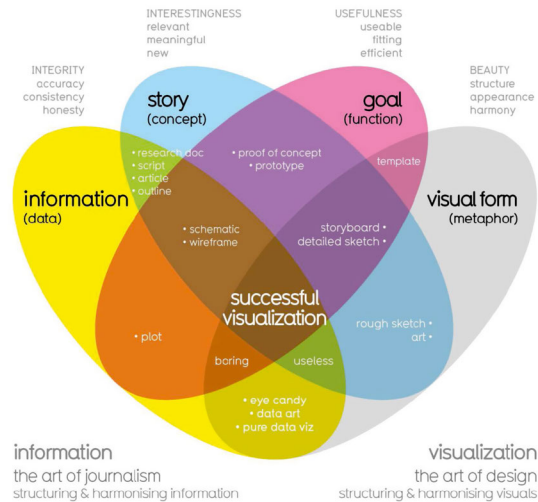 INTERESTINGNESS
relevant
meaningful
new
USEFULNESS
useable
fitting
efficient
INTEGRITY
accuracy
consistency
honesty
BEAUTY
structure
appearance
harmony
story
(concept)
goal
(function)
information
(data)
visual form
(metaphor)
• research doc
• script
• article
• outline
• proof of concept
• prototype
template
• schematic
• wireframe
storyboard •
detailed sketch •
successful
visualization
• plot
rough sketch •
art •
boring
useless
• eye candy
• data art
• pure data viz
information
the art of journalism
structuring & harmonising information
visualization
the art of design
structuring & harmonising visuals